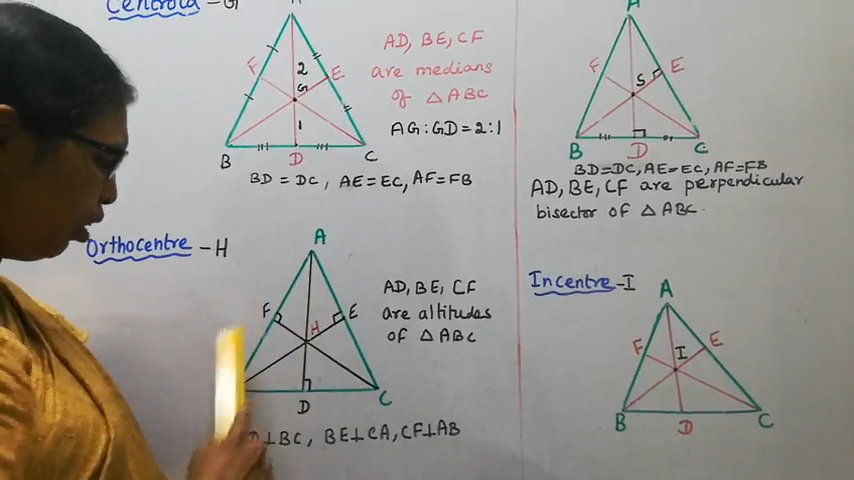 Centroid - G
A
F
2
G
E
1
B
D
C
AD, BE, CF
are medians
of △ABC
AG:GD=2:1
BD = DC, AE=EC, AF=FB
A
F
S
E
B
D
C
BD=DC, AE=EC, AF=FB
AD, BE, CF are perpendicular
bisector of △ABC.
Orthocentre - H
A
F
E
H
D
C
AD, BE, CF
are altitudes
of △ABC
⊥BC, BE⊥CA, CF⊥AB
Incentre - I
A
F
I
E
B
D
C